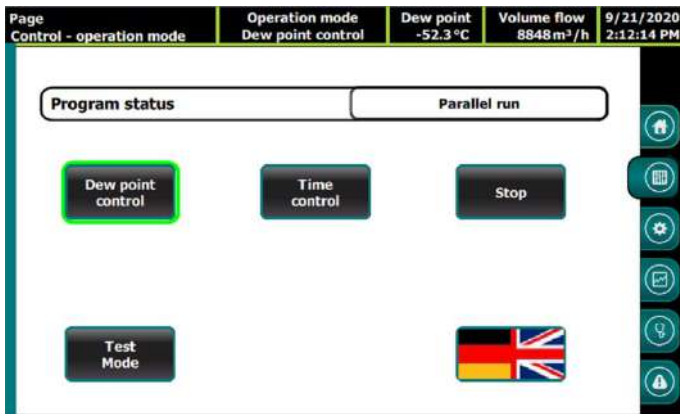 Page
Control - operation mode
Operation mode
Dew point control
Dew point
-52.3 °C
Volume flow
8848 m³/h
9/21/2020
2:12:14 PM
Program status
Parallel run
Dew point
control
Time
control
Stop
Test
Mode